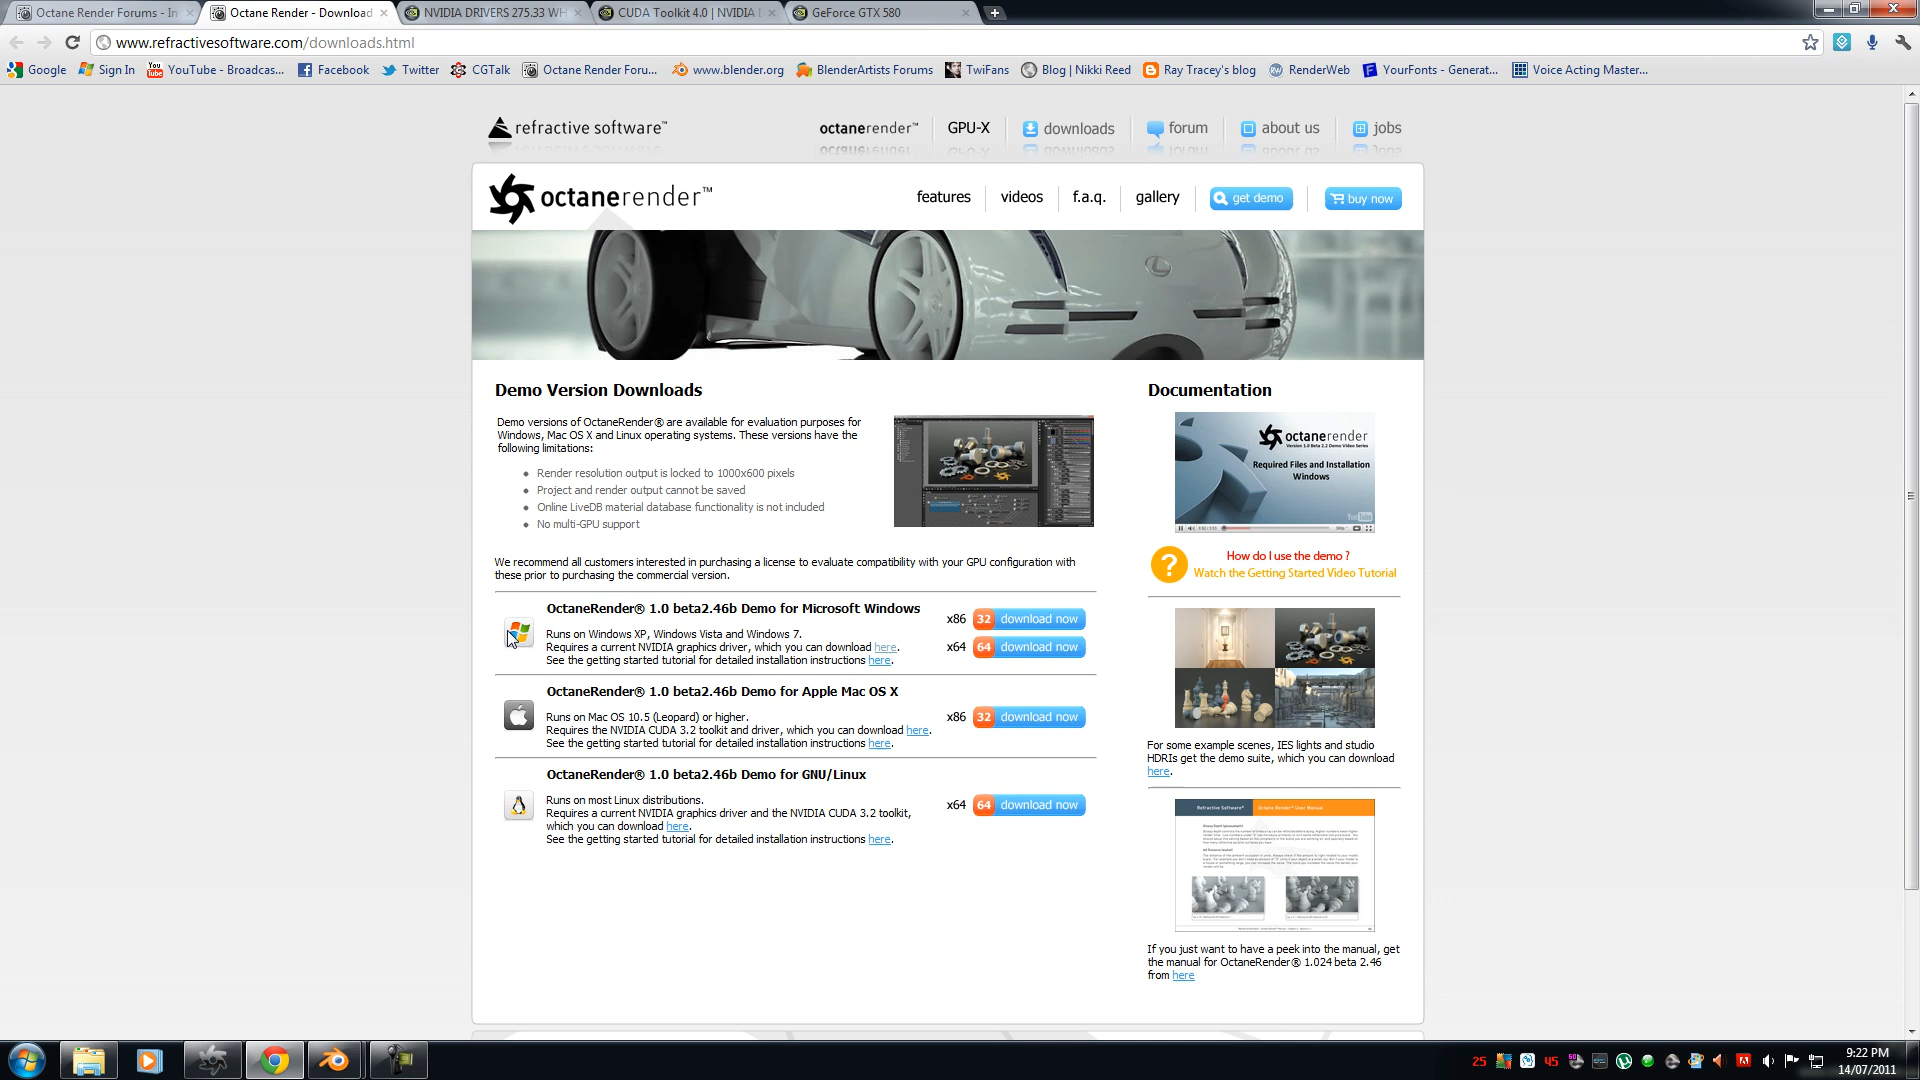 Octane Render Forums - In
Octane Render - Download
NVIDIA DRIVERS 275.33 WH
CUDA Toolkit 4.0 | NVIDIA
GeForce GTX 580
www.refractivesoftware.com/downloads.html
Google
Sign In
YouTube - Broadcas...
Facebook
Twitter
CGTalk
Octane Render Foru...
www.blender.org
BlenderArtists Forums
TwiFans
Blog | Nikki Reed
Ray Tracey's blog
RenderWeb
YourFonts - Generat...
Voice Acting Master...
refractive software™
octanerender™
GPU-X
downloads
forum
about us
jobs
octanerender™
features
videos
f.a.q.
gallery
get demo
buy now
Demo Version Downloads
Demo versions of OctaneRender® are available for evaluation purposes for
Windows, Mac OS X and Linux operating systems. These versions have the
following limitations:
Render resolution output is locked to 1000x600 pixels
Project and render output cannot be saved
Online LiveDB material database functionality is not included
No multi-GPU support
We recommend all customers interested in purchasing a license to evaluate compatibility with your GPU configuration with
these prior to purchasing the commercial version.
OctaneRender® 1.0 beta2.46b Demo for Microsoft Windows
Runs on Windows XP, Windows Vista and Windows 7.
Requires a current NVIDIA graphics driver, which you can download here.
See the getting started tutorial for detailed installation instructions here.
x86 32 download now
x64 64 download now
OctaneRender® 1.0 beta2.46b Demo for Apple Mac OS X
Runs on Mac OS 10.5 (Leopard) or higher.
Requires the NVIDIA CUDA 3.2 toolkit and driver, which you can download here.
See the getting started tutorial for detailed installation instructions here.
x86 32 download now
OctaneRender® 1.0 beta2.46b Demo for GNU/Linux
Runs on most Linux distributions.
Requires a current NVIDIA graphics driver and the NVIDIA CUDA 3.2 toolkit,
which you can download here.
See the getting started tutorial for detailed installation instructions here.
x64 64 download now
Documentation
octanerender
Version 1.0 Beta 2.2 Demo Video Series
Required Files and Installation
Windows
YouTube
How do I use the demo ?
Watch the Getting Started Video Tutorial
For some example scenes, IES lights and studio
HDRIs get the demo suite, which you can download
here.
Refractive Software®
Octane Render® User Manual
If you just want to have a peek into the manual, get
the manual for OctaneRender® 1.024 beta 2.46
from here
25
45
9:22 PM
14/07/2011